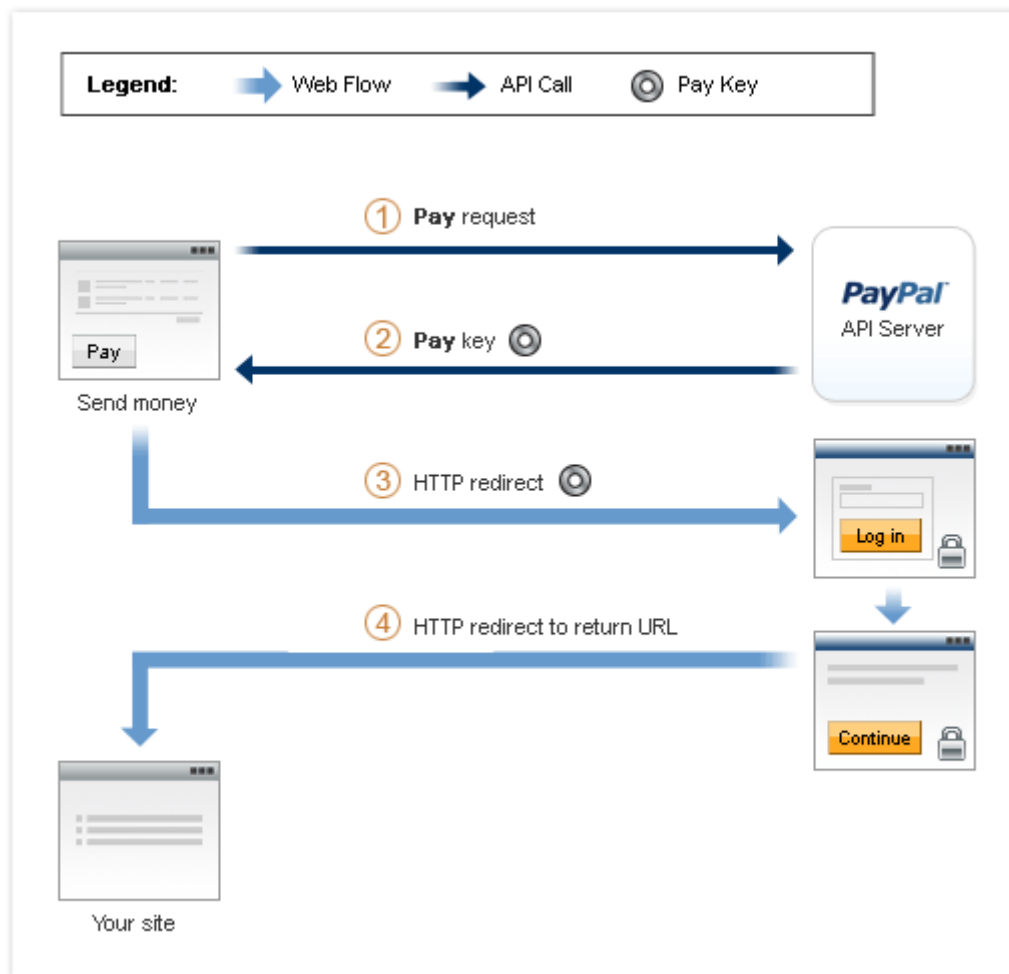 Legend: Web Flow API Call Pay Key
1 Pay request
PayPal
API Server
2 Pay key
Pay
Send money
3 HTTP redirect
Log in
4 HTTP redirect to return URL
Continue
Your site